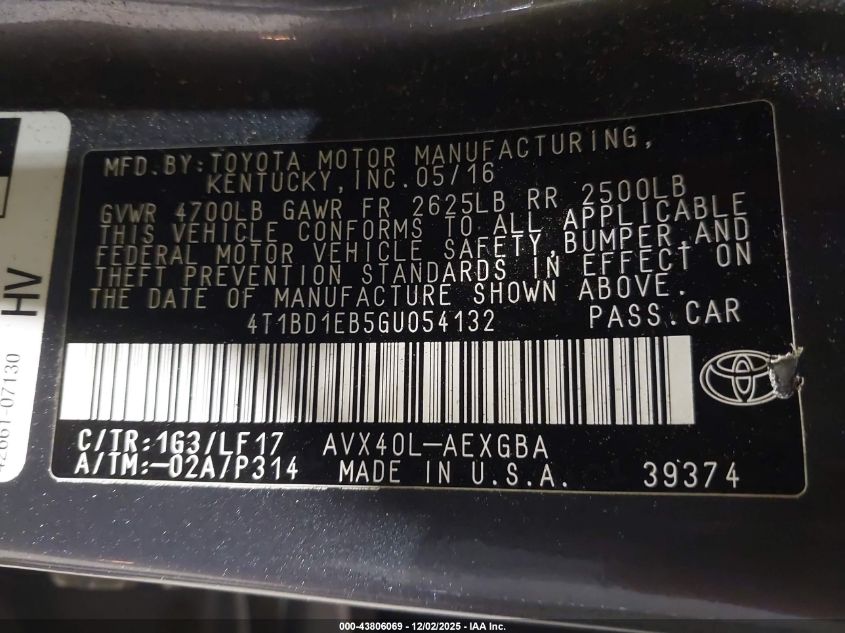 MFD. BY: TOYOTA MOTOR MANUFACTURING,
KENTUCKY, INC. 05/16
GVWR 4700LB GAWR FR 2625LB RR 2500LB
THIS VEHICLE CONFORMS TO ALL APPLICABLE
FEDERAL MOTOR VEHICLE SAFETY, BUMPER, AND
THEFT PREVENTION STANDARDS IN EFFECT ON
THE DATE OF MANUFACTURE SHOWN ABOVE.
4T1BD1EB5GU054132 PASS. CAR
C/TR: 1G3/LF17 AVX40L-AEXGBA
A/TM: -02A/P314 MADE IN U.S.A. 39374
HV
42661-07130
000-43806069 - 12/02/2025 - IAA Inc.